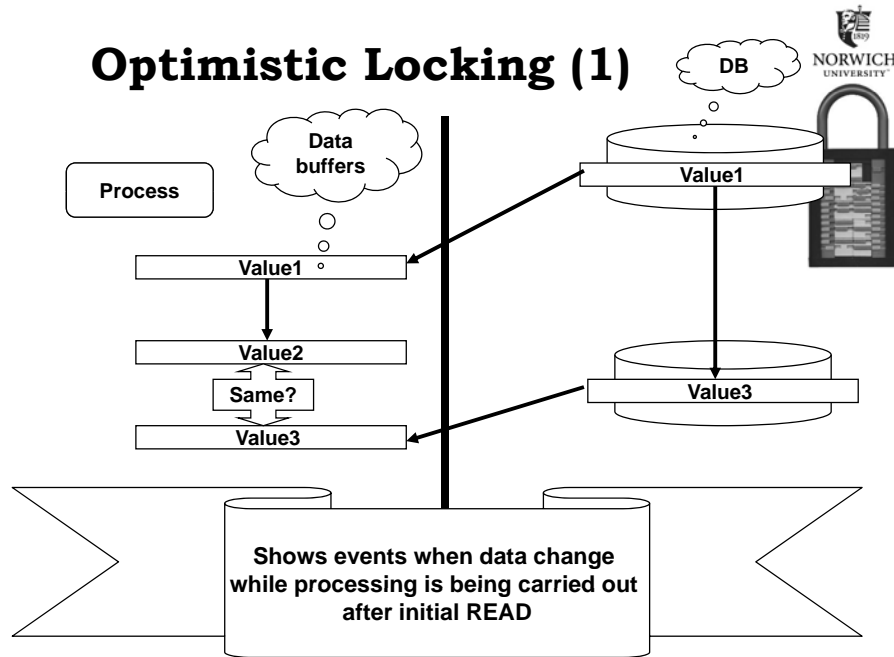 Optimistic Locking (1)
1819
NORWICH
UNIVERSITY
DB
Data
buffers
Process
Value1
Value1
Value2
Same?
Value3
Value3
Shows events when data change
while processing is being carried out
after initial READ